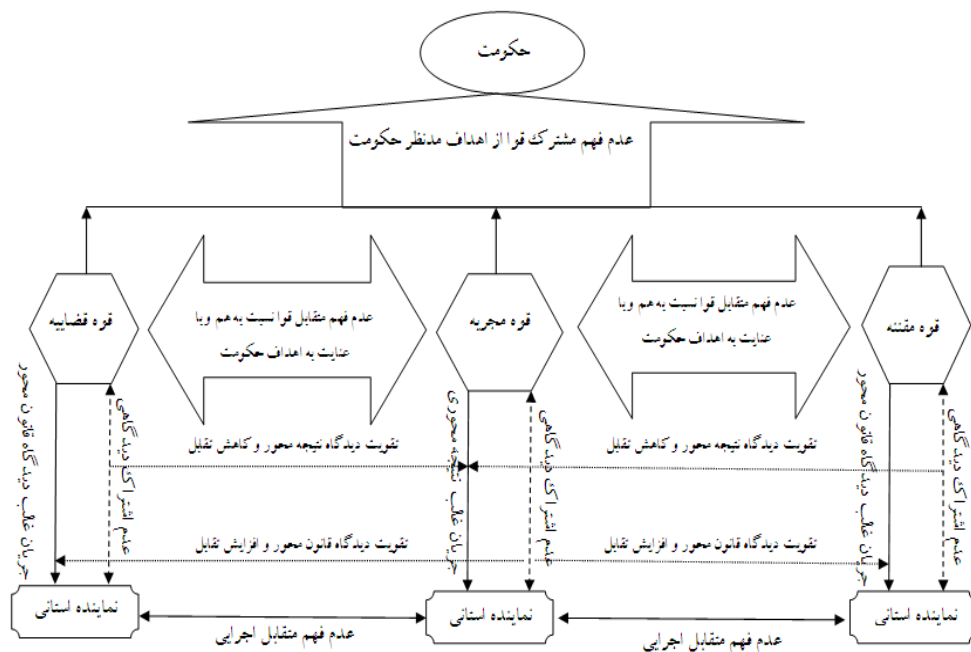 حکومت
عدم فهم مشترک قوا از اهداف مدنظر حکومت
قوه مقننه
عدم فهم متقابل قوا نسبت به هم وبا
عنایت به اهداف حکومت
قوه مجریه
عدم فهم متقابل قوا نسبت به هم وبا
عنایت به اهداف حکومت
قوه قضاییه
عدم اشتراک دیدگاهی
جریان غالب دیدگاه قانون محور
تقویت دیدگاه نتیجه محور و کاهش تقابل
عدم اشتراک دیدگاهی
جریان غالب نتیجه محوری
تقویت دیدگاه نتیجه محور و کاهش تقابل
عدم اشتراک دیدگاهی
جریان غالب دیدگاه قانون محور
تقویت دیدگاه قانون محور و افزایش تقابل
تقویت دیدگاه قانون محور و افزایش تقابل
نماینده استانی
نماینده استانی
نماینده استانی
عدم فهم متقابل اجرایی
عدم فهم متقابل اجرایی